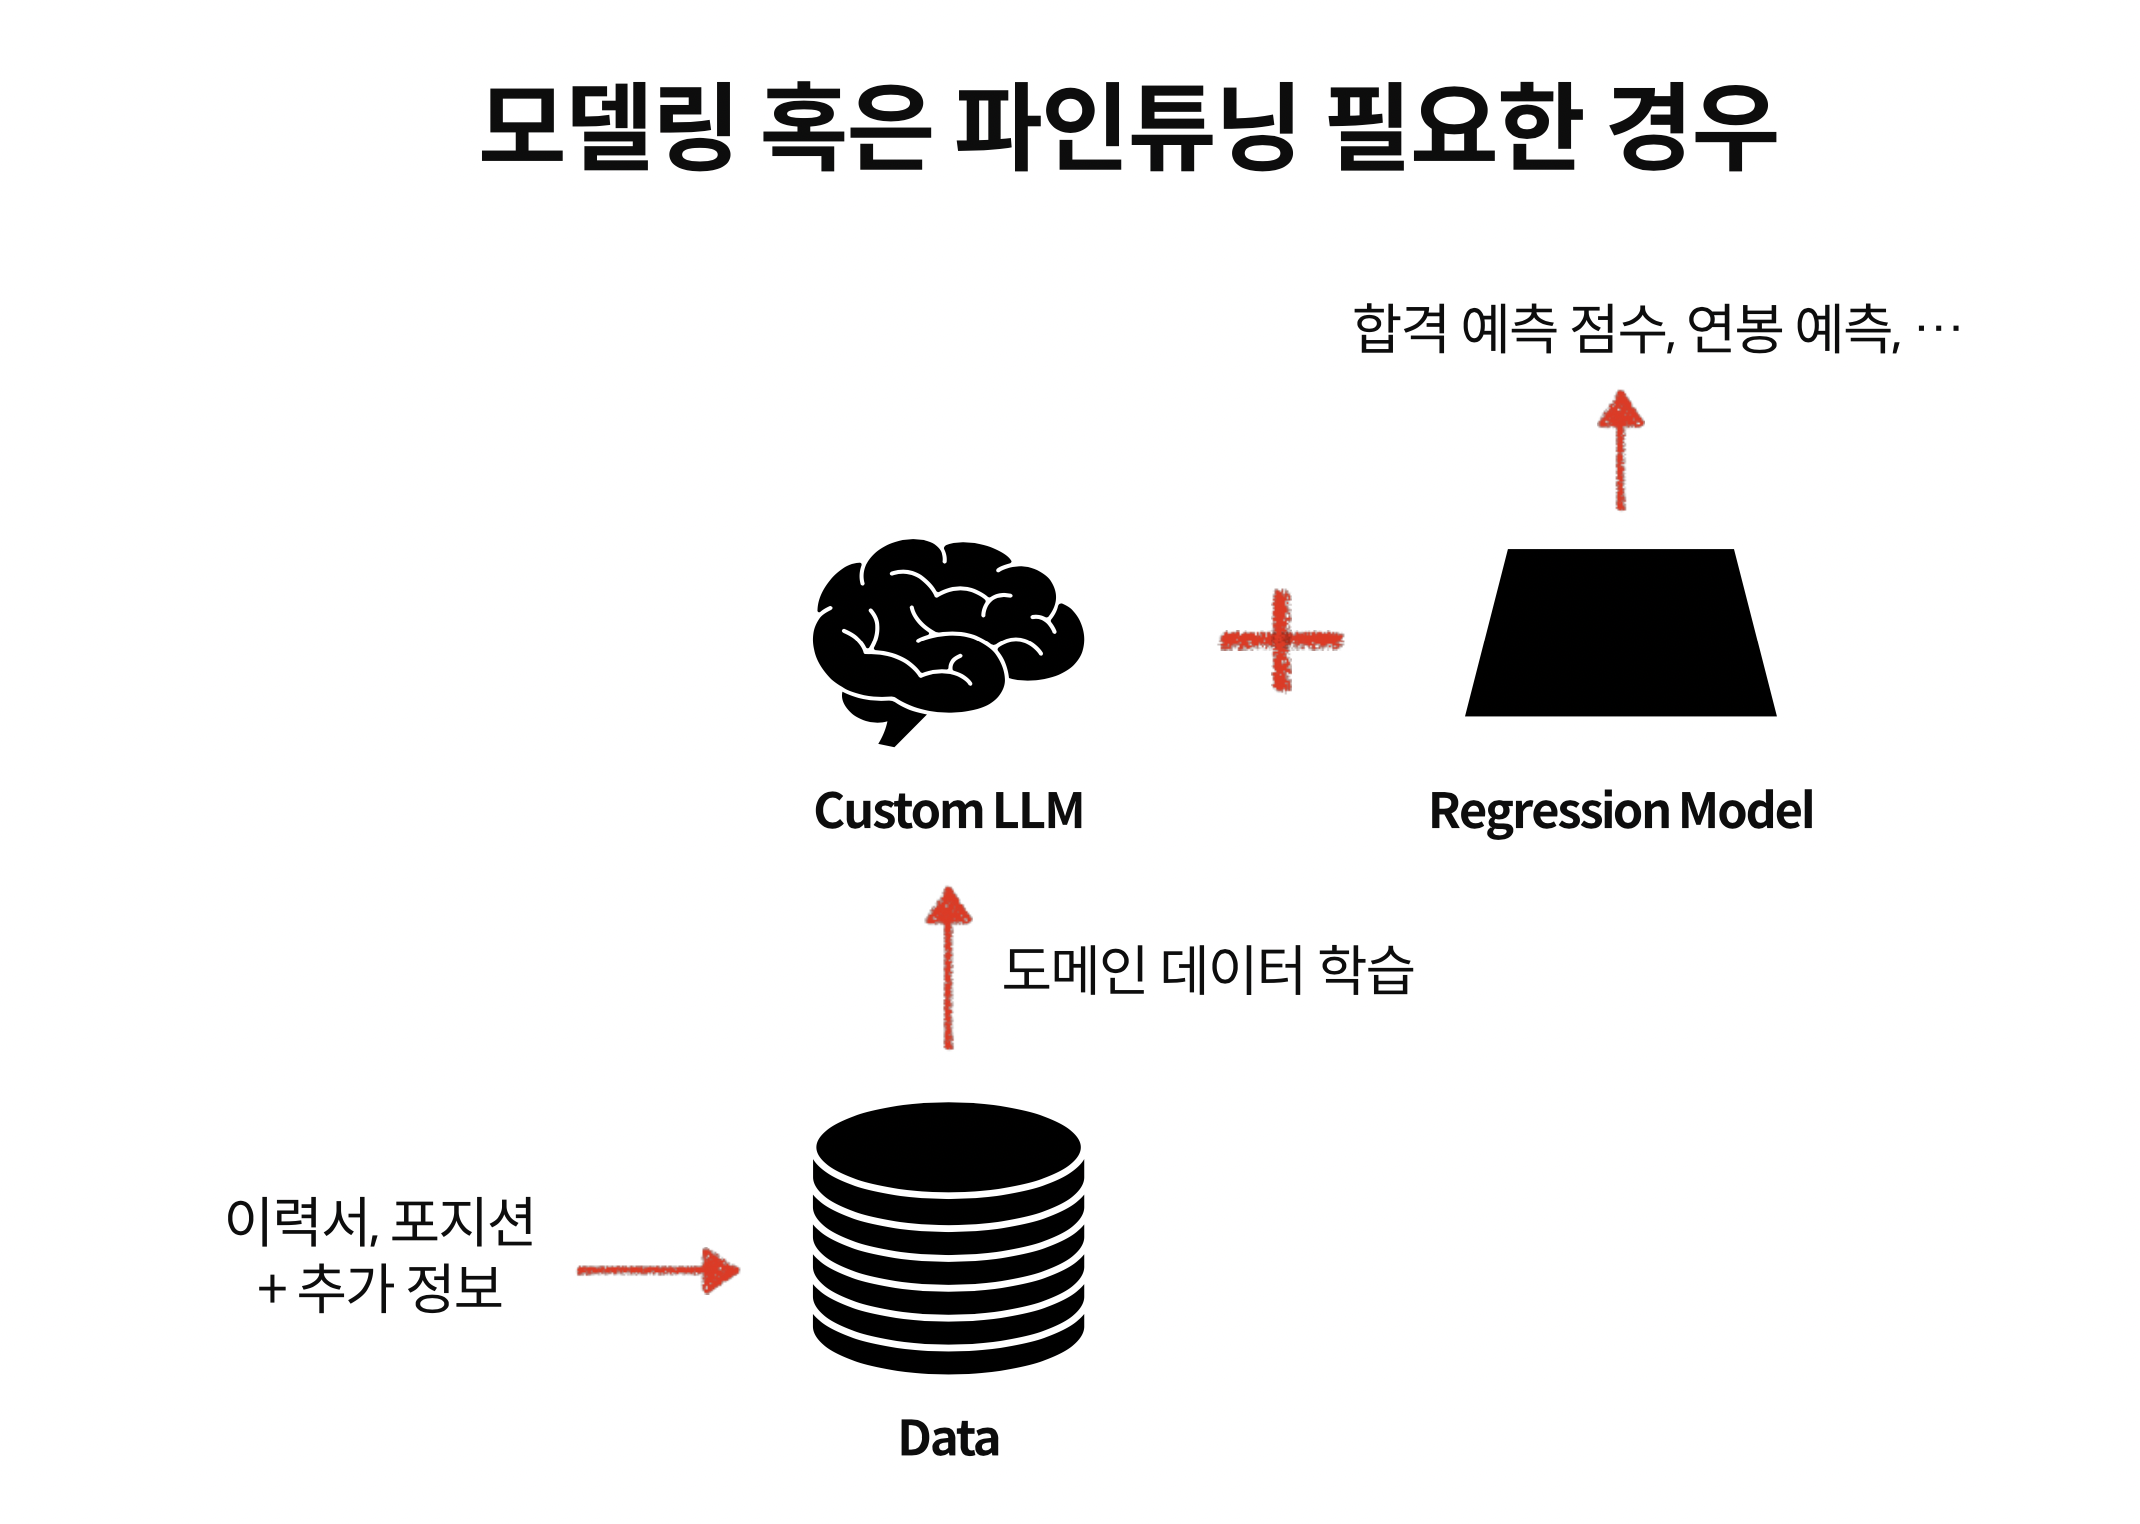 모델링 혹은 파인튜닝 필요한 경우
합격 예측 점수, 연봉 예측, ⋯
Custom LLM
Regression Model
도메인 데이터 학습
이력서, 포지션
+ 추가 정보
Data